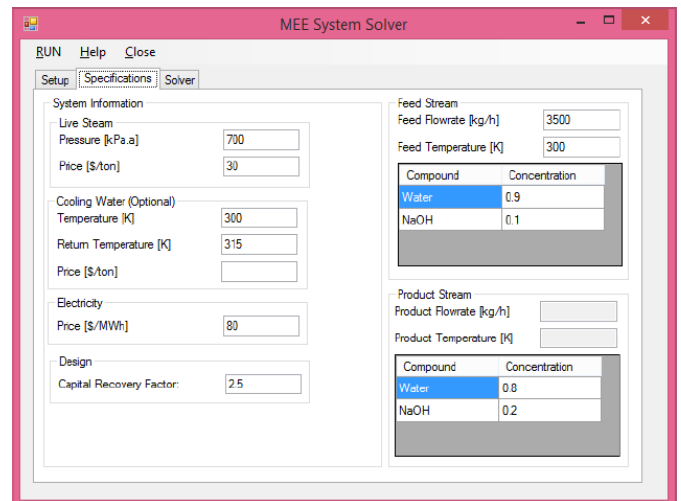 MEE System Solver
RUN Help Close
Setup Specifications Solver
System Information
Live Steam
Pressure [kPa.a] 700
Price [$/ton] 30
Cooling Water (Optional)
Temperature [K] 300
Return Temperature [K] 315
Price [$/ton]
Electricity
Price [$/MWh] 80
Design
Capital Recovery Factor: 2.5
Feed Stream
Feed Flowrate [kg/h] 3500
Feed Temperature [K] 300
Compound Concentration
Water 0.9
NaOH 0.1
Product Stream
Product Flowrate [kg/h]
Product Temperature [K]
Compound Concentration
Water 0.8
NaOH 0.2